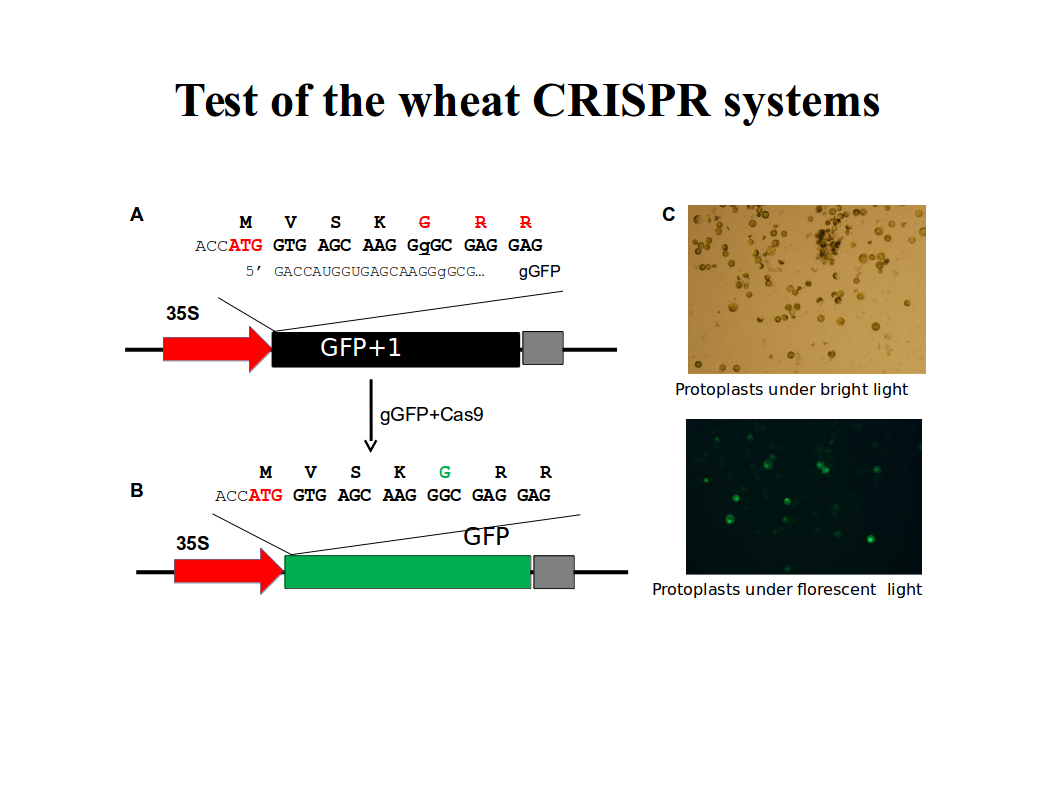 Test of the wheat CRISPR systems
A
M V S K G R R
ACCATG GTG AGC AAG GgGC GAG GAG
5’ GACCAUGGUGAGCAAGGgGCG… gGFP
35S
GFP+1
gGFP+Cas9
B
M V S K G R R
ACCATG GTG AGC AAG GGC GAG GAG
35S
GFP
C
Protoplasts under bright light
Protoplasts under florescent light